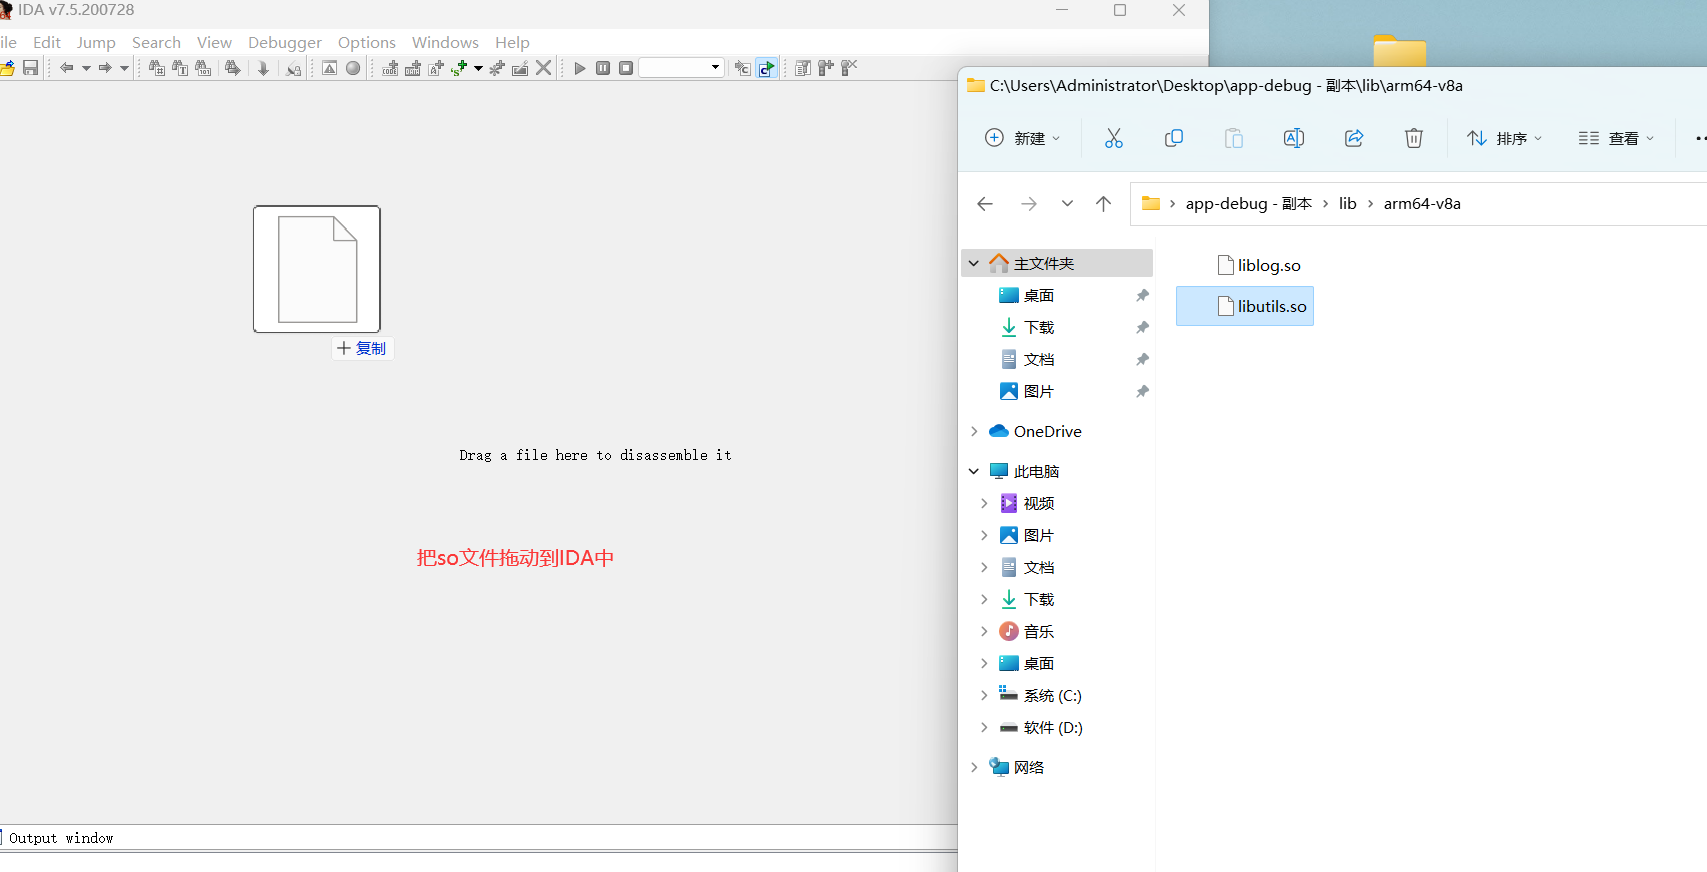 IDA v7.5.200728
ile Edit Jump Search View Debugger Options Windows Help
+ 复制
Drag a file here to disassemble it
把so文件拖动到IDA中
Output window
C:\Users\Administrator\Desktop\app-debug - 副本\lib\arm64-v8a
新建 排序 查看
app-debug - 副本 › lib › arm64-v8a
主文件夹
桌面
下载
文档
图片
OneDrive
此电脑
视频
图片
文档
下载
音乐
桌面
系统 (C:)
软件 (D:)
网络
liblog.so
libutils.so